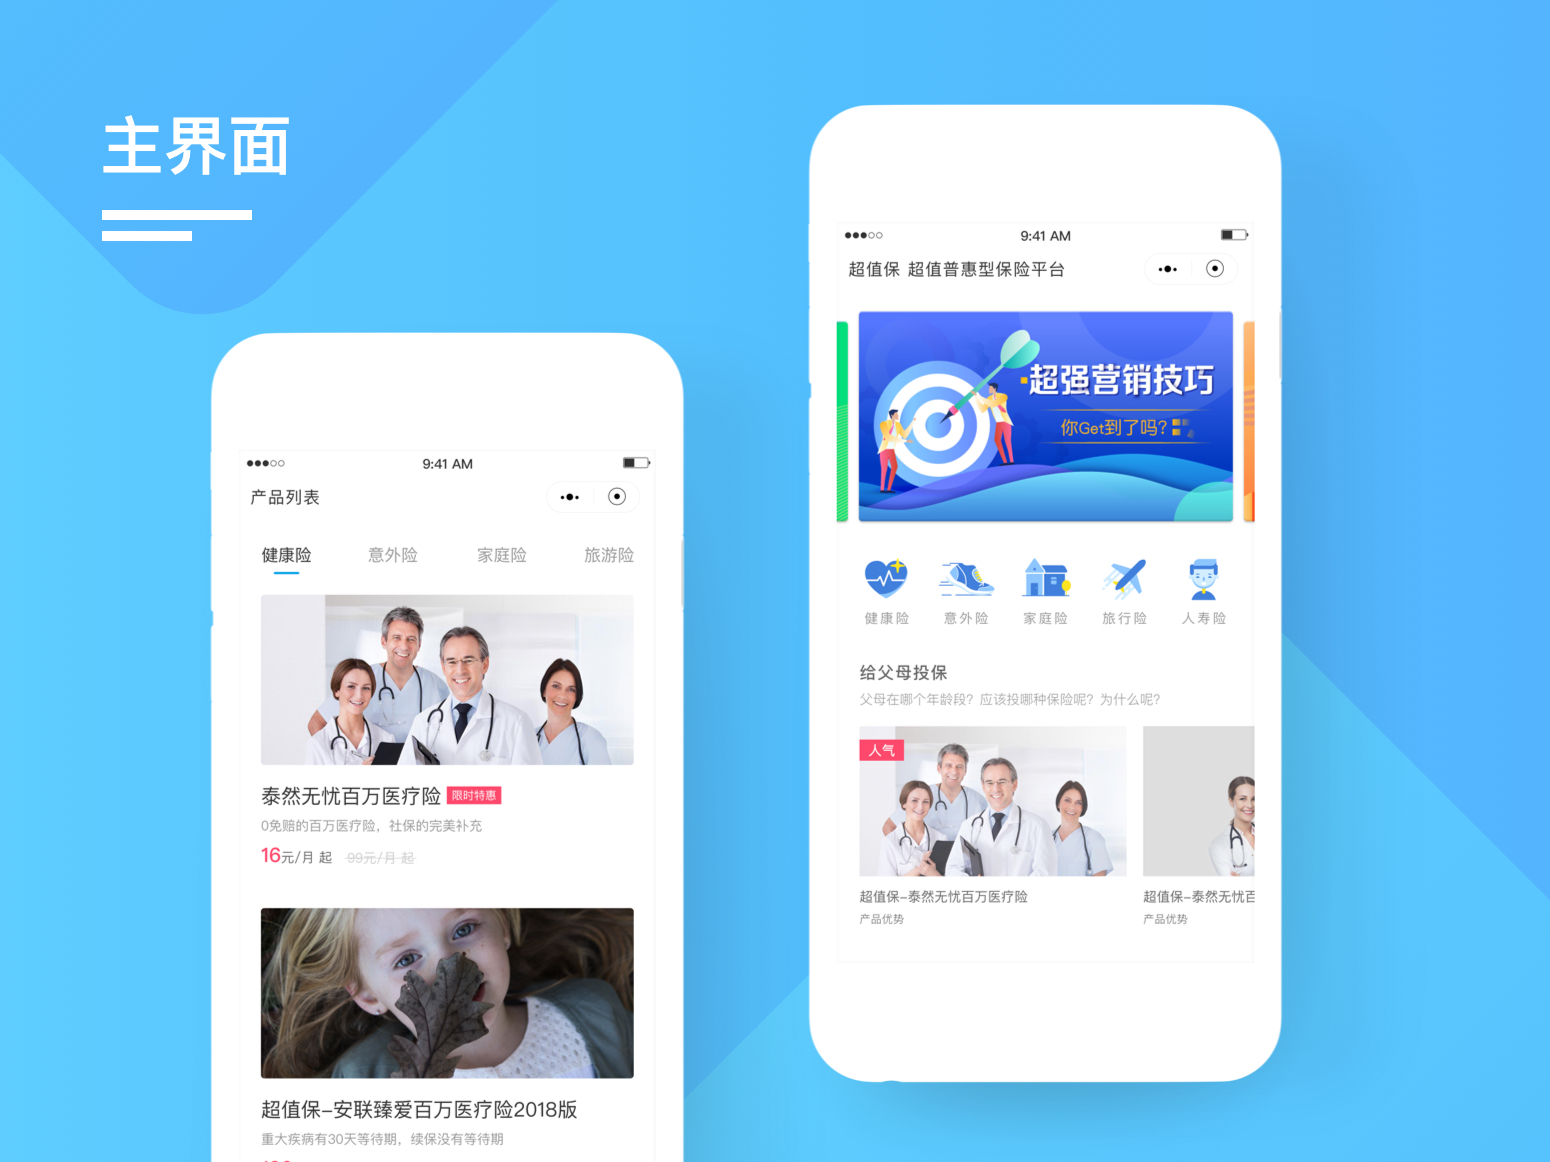 主界面
9:41 AM
产品列表
健康险 意外险 家庭险 旅游险
泰然无忧百万医疗险 限时特惠
0免赔的百万医疗险，社保的完美补充
16元/月 起 99元/月 起
超值保-安联臻爱百万医疗险2018版
重大疾病有30天等待期，续保没有等待期
9:41 AM
超值保 超值普惠型保险平台
超强营销技巧
你Get到了吗?
健康险 意外险 家庭险 旅行险 人寿险
给父母投保
父母在哪个年龄段？应该投哪种保险呢？为什么呢？
人气
超值保-泰然无忧百万医疗险
产品优势
超值保-泰然无忧百
产品优势